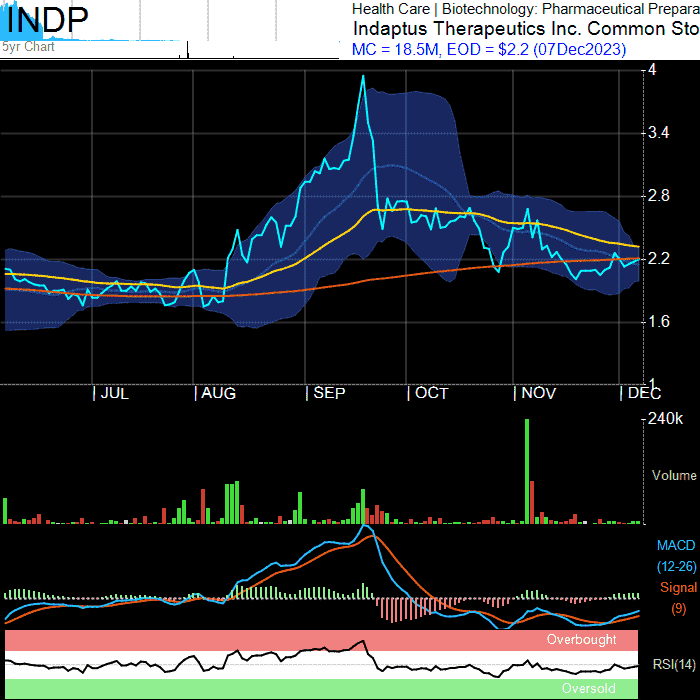 INDP
5yr Chart
Health Care | Biotechnology: Pharmaceutical Prepara
Indaptus Therapeutics Inc. Common Sto
MC = 18.5M, EOD = $2.2 (07Dec2023)
4
3.4
2.8
2.2
1.6
1
JUL
AUG
SEP
OCT
NOV
DEC
240k
Volume
MACD
(12-26)
Signal
(9)
Overbought
RSI(14)
Oversold